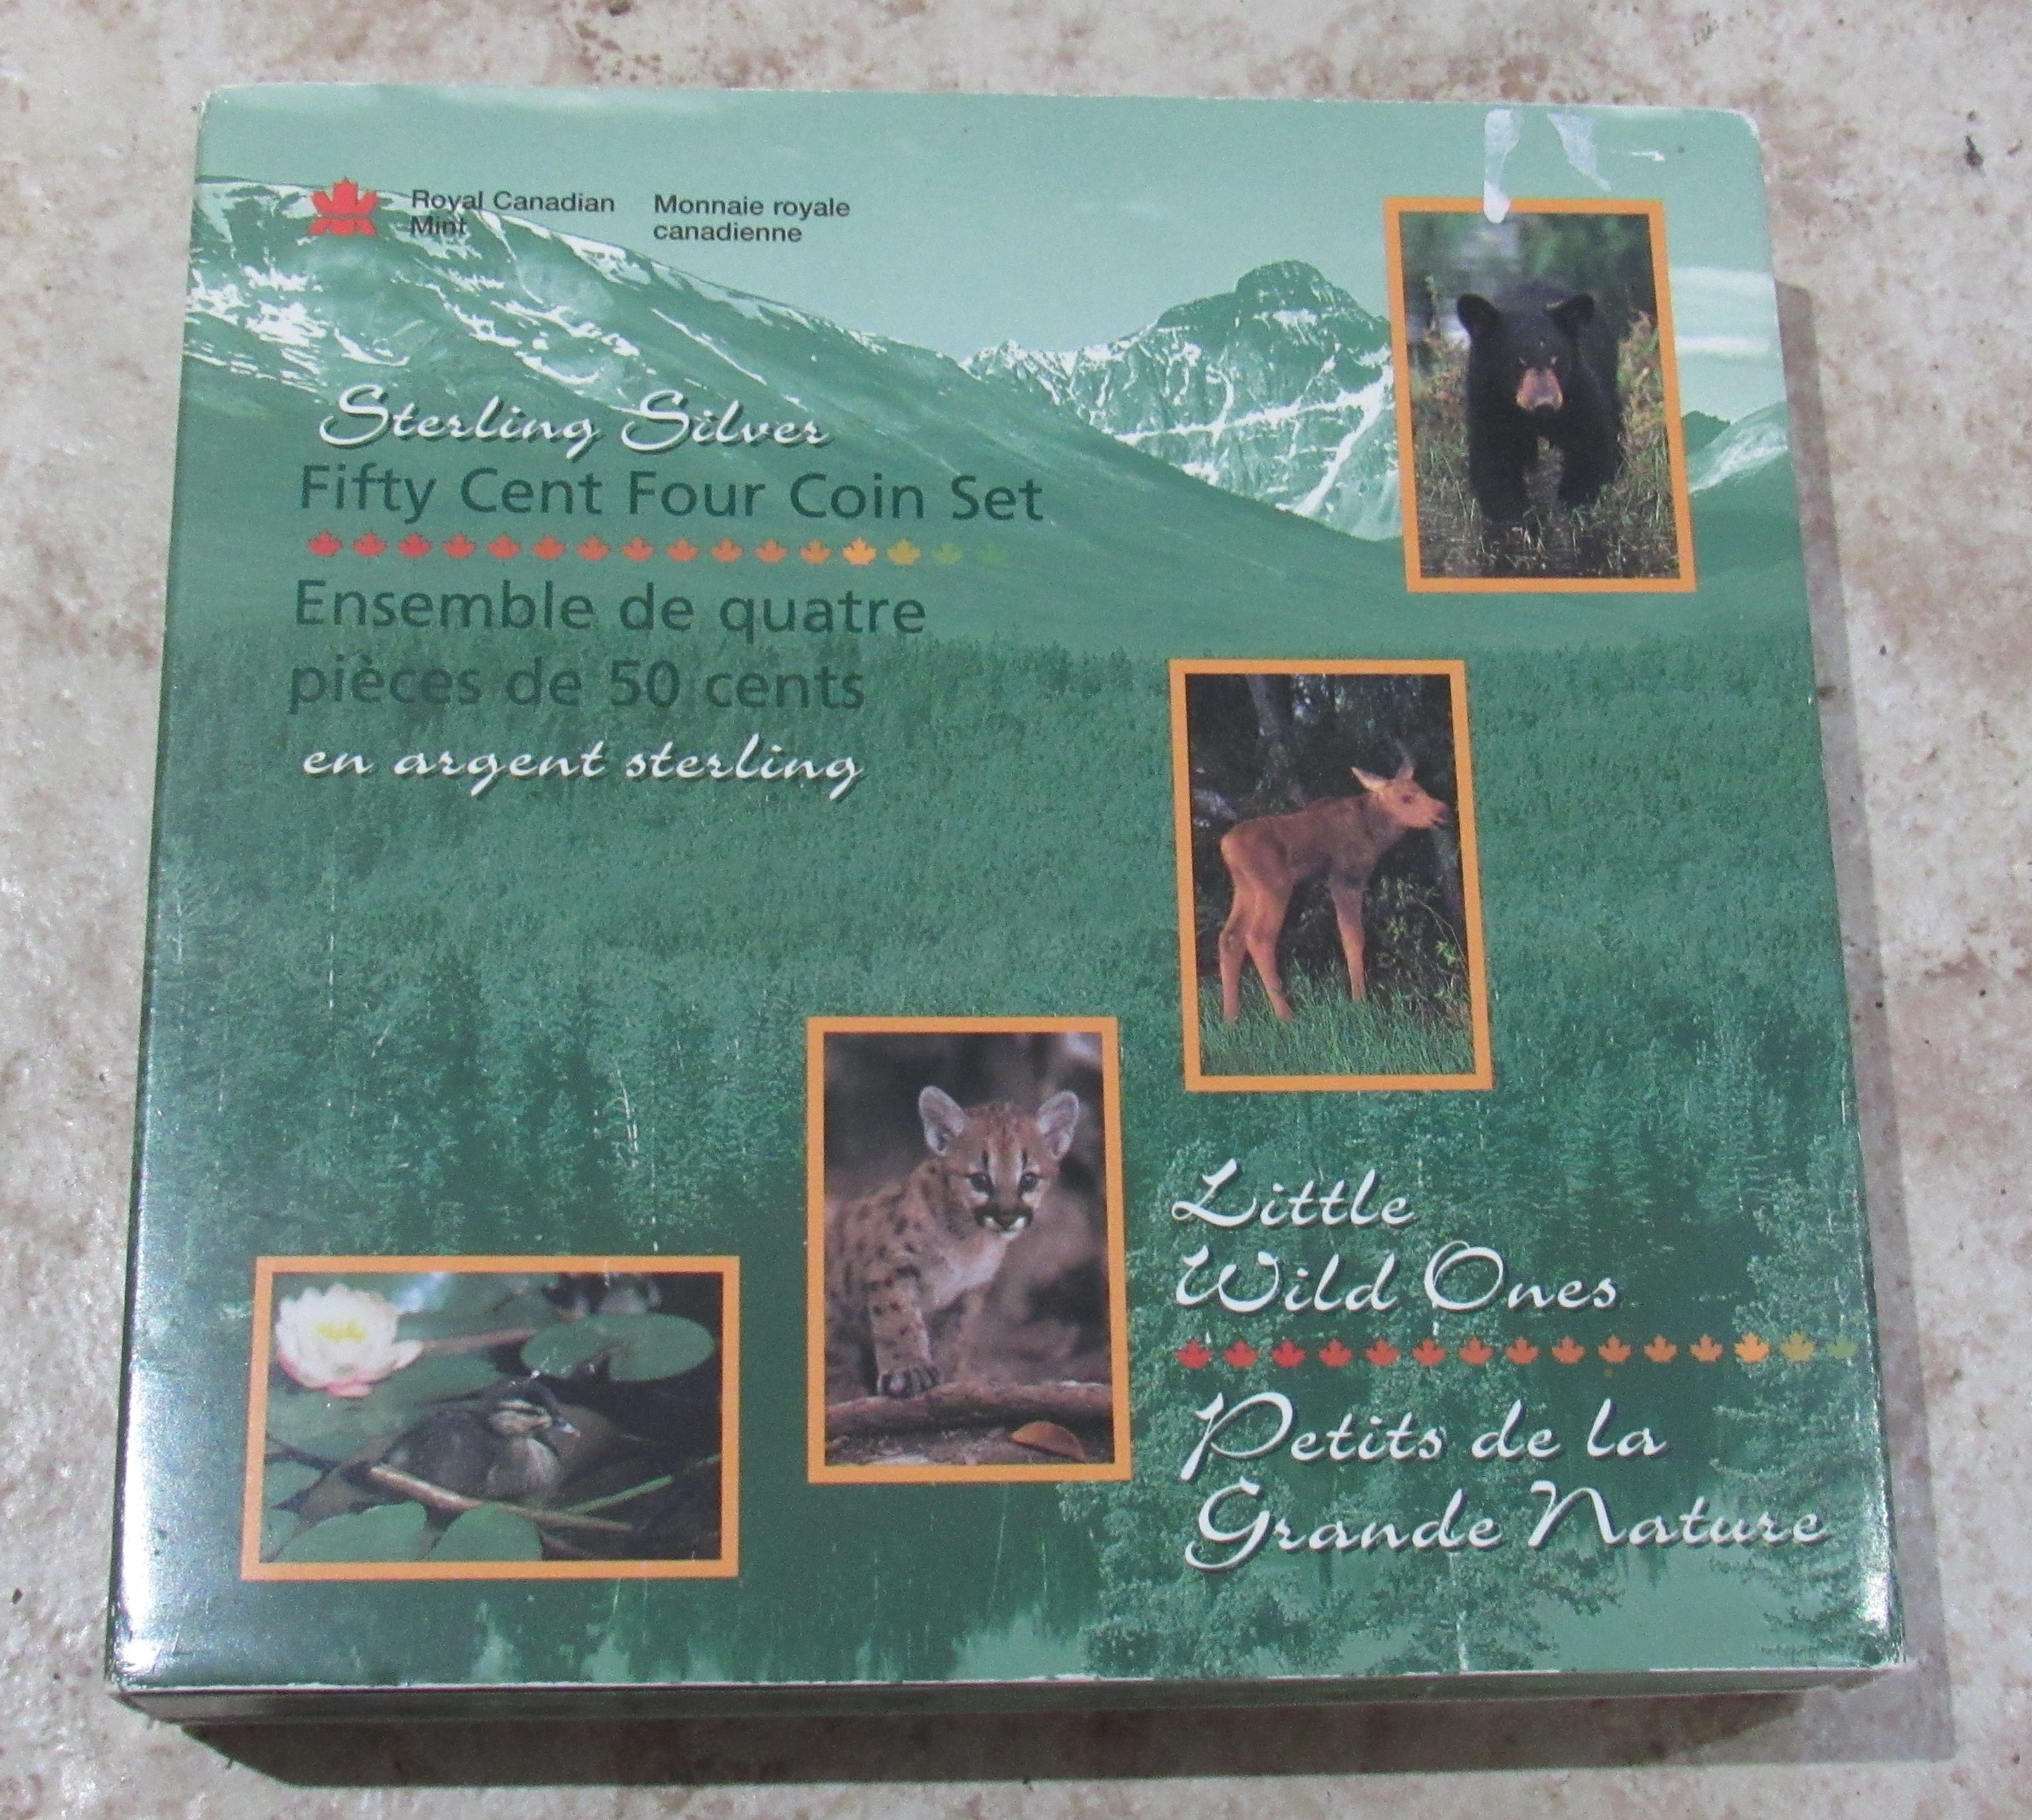 Royal Canadian
Mint
Monnaie royale
canadienne
Sterling Silver
Fifty Cent Four Coin Set
Ensemble de quatre
pièces de 50 cents
en argent sterling
Little
Wild Ones
Petits de la
Grande Nature